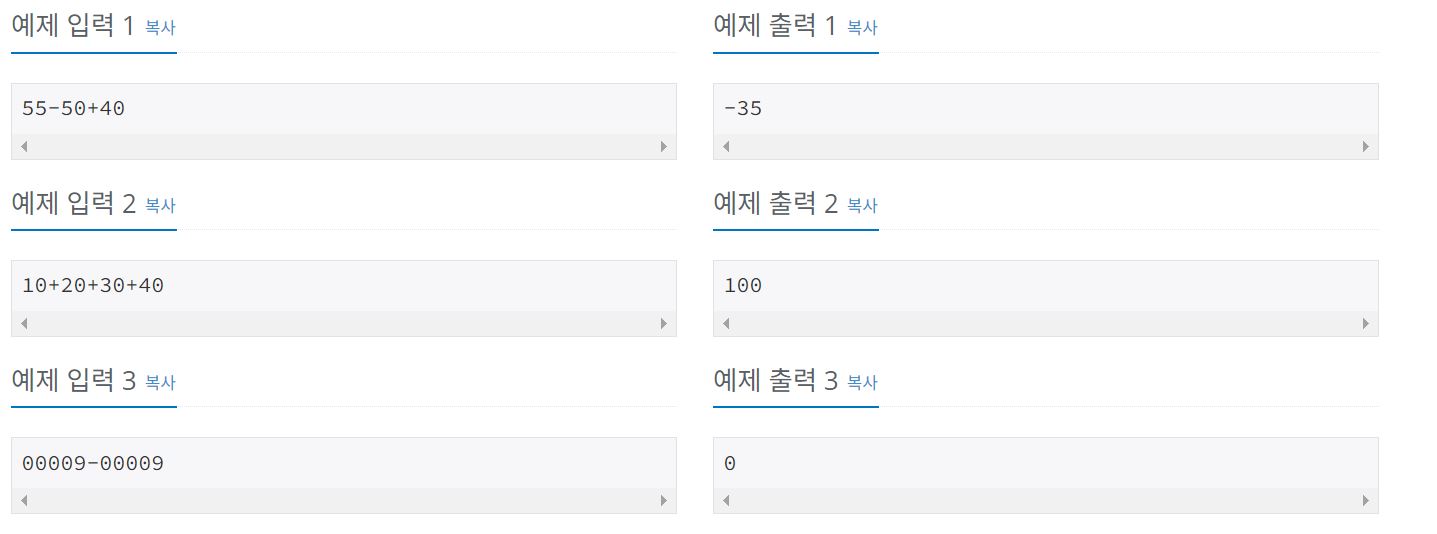 예제 입력 1 복사
예제 출력 1 복사
55-50+40
-35
예제 입력 2 복사
예제 출력 2 복사
10+20+30+40
100
예제 입력 3 복사
예제 출력 3 복사
00009-00009
0